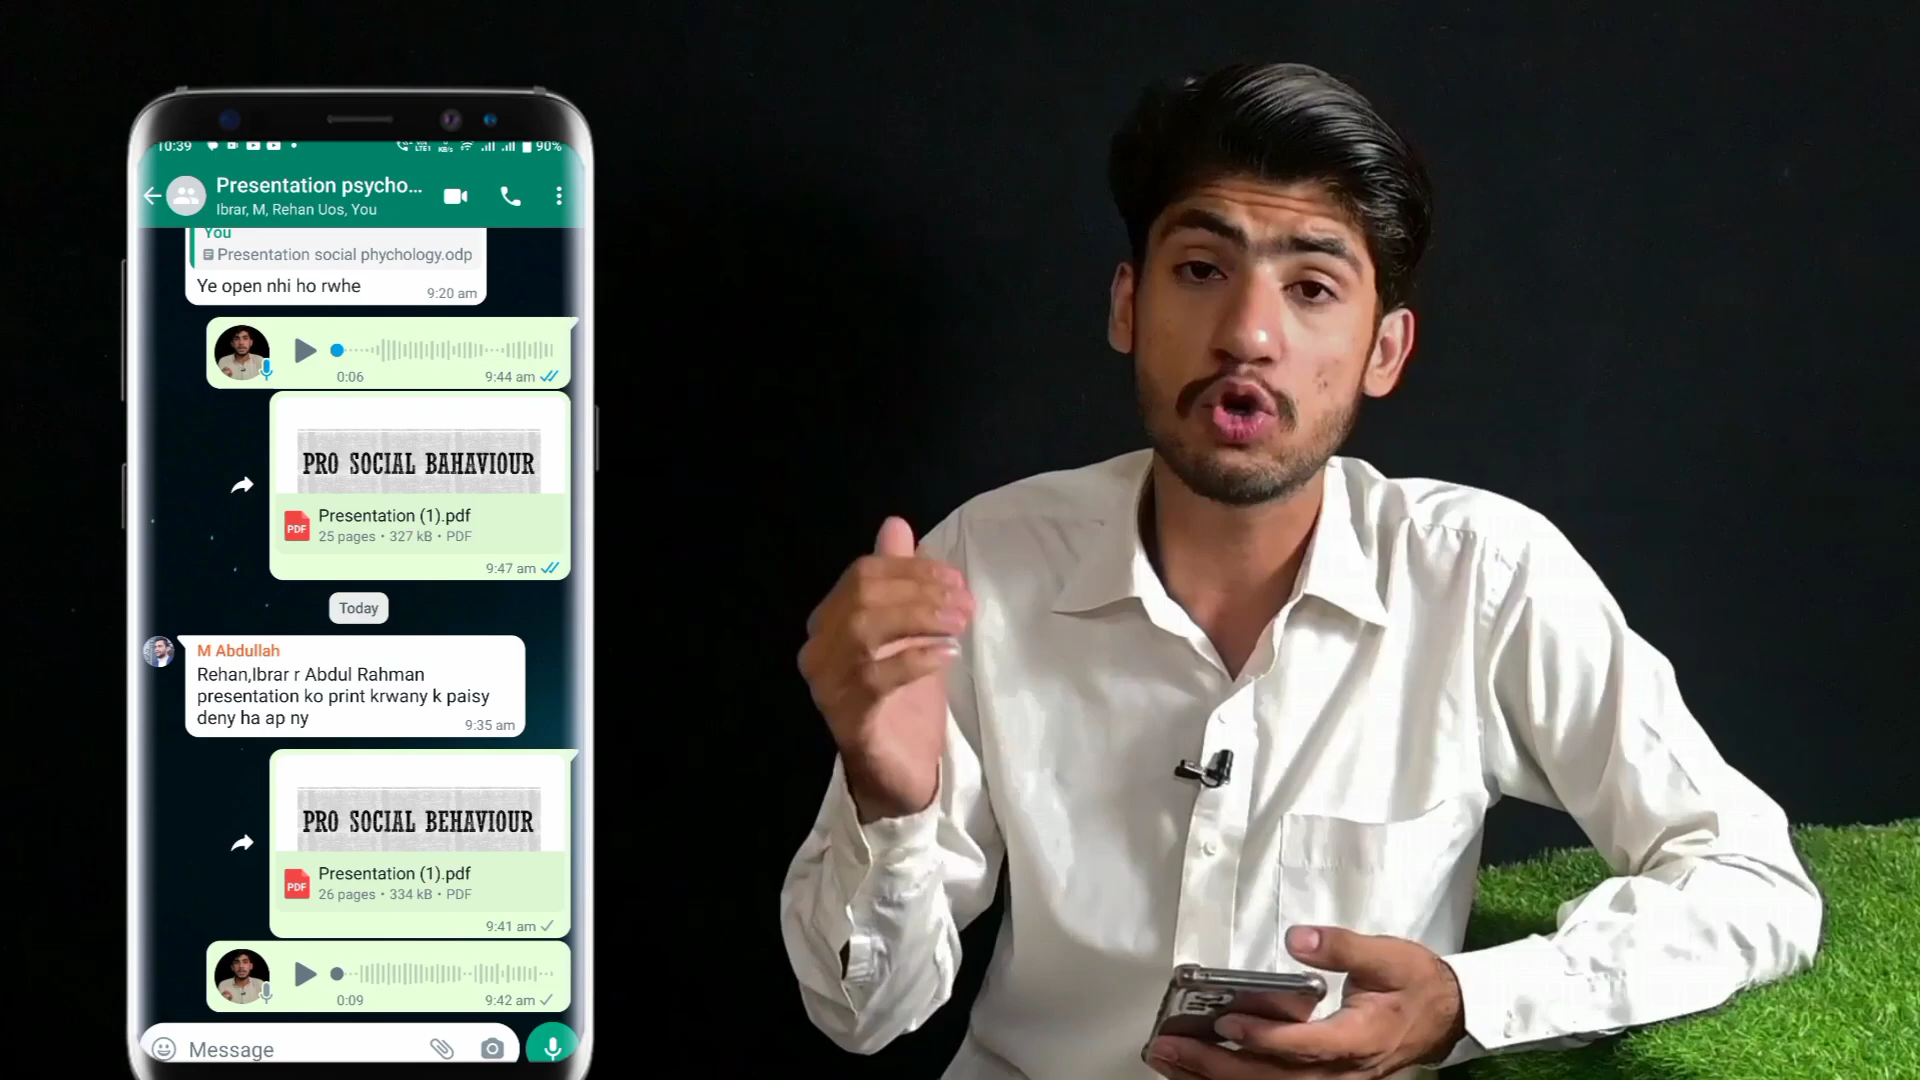 10:39
LTE1
KB/s
90%
Presentation psycho...
Ibrar, M, Rehan Uos, You
You
Presentation social phychology.odp
Ye open nhi ho rwhe
9:20 am
0:06
9:44 am
PRO SOCIAL BAHAVIOUR
PDF
Presentation (1).pdf
25 pages • 327 kB • PDF
9:47 am
Today
M Abdullah
Rehan,Ibrar r Abdul Rahman
presentation ko print krwany k paisy
deny ha ap ny
9:35 am
PRO SOCIAL BEHAVIOUR
PDF
Presentation (1).pdf
26 pages • 334 kB • PDF
9:41 am
0:09
9:42 am
Message